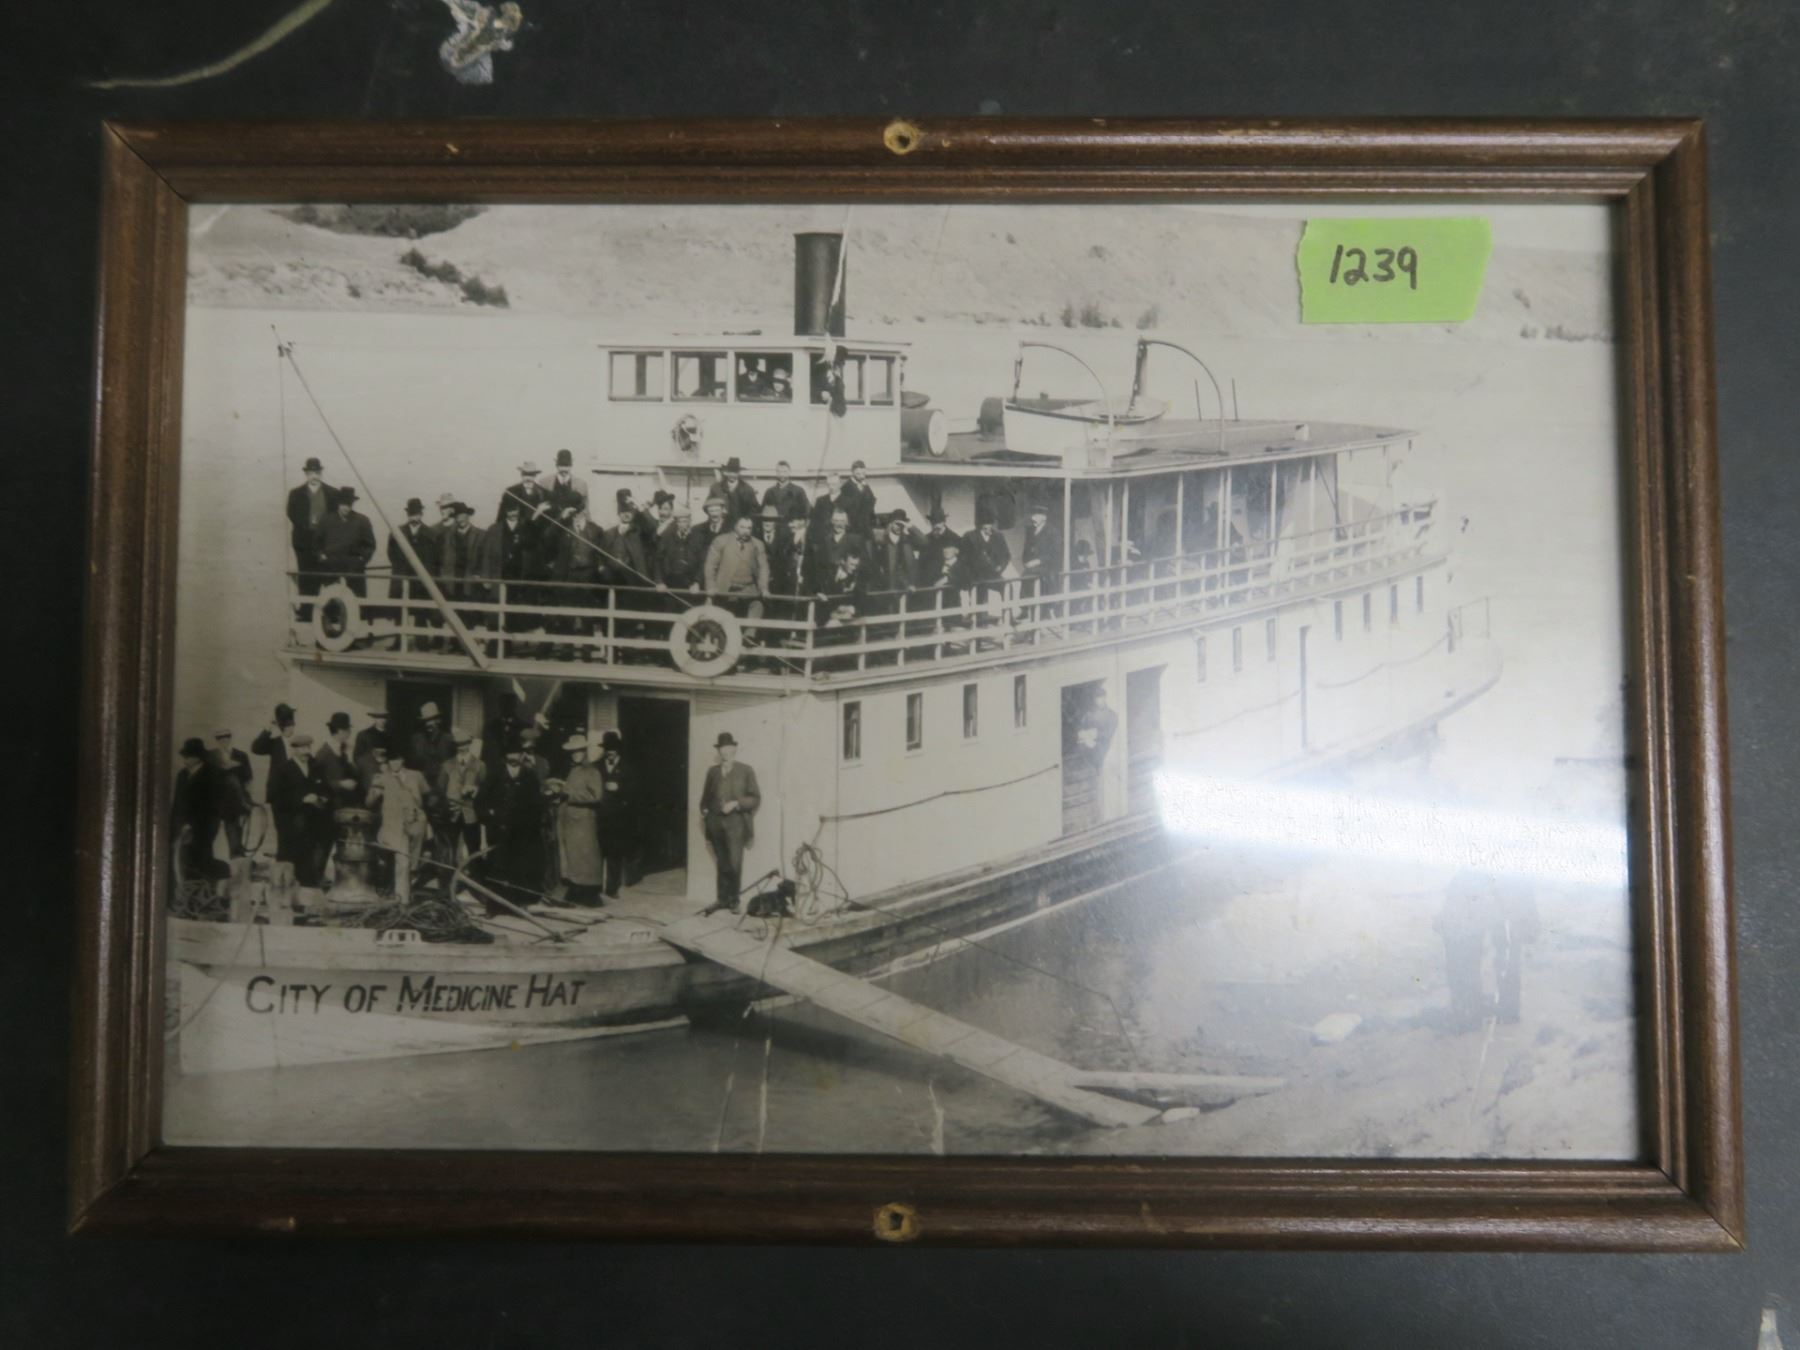 1239
CITY OF MEDICINE HAT